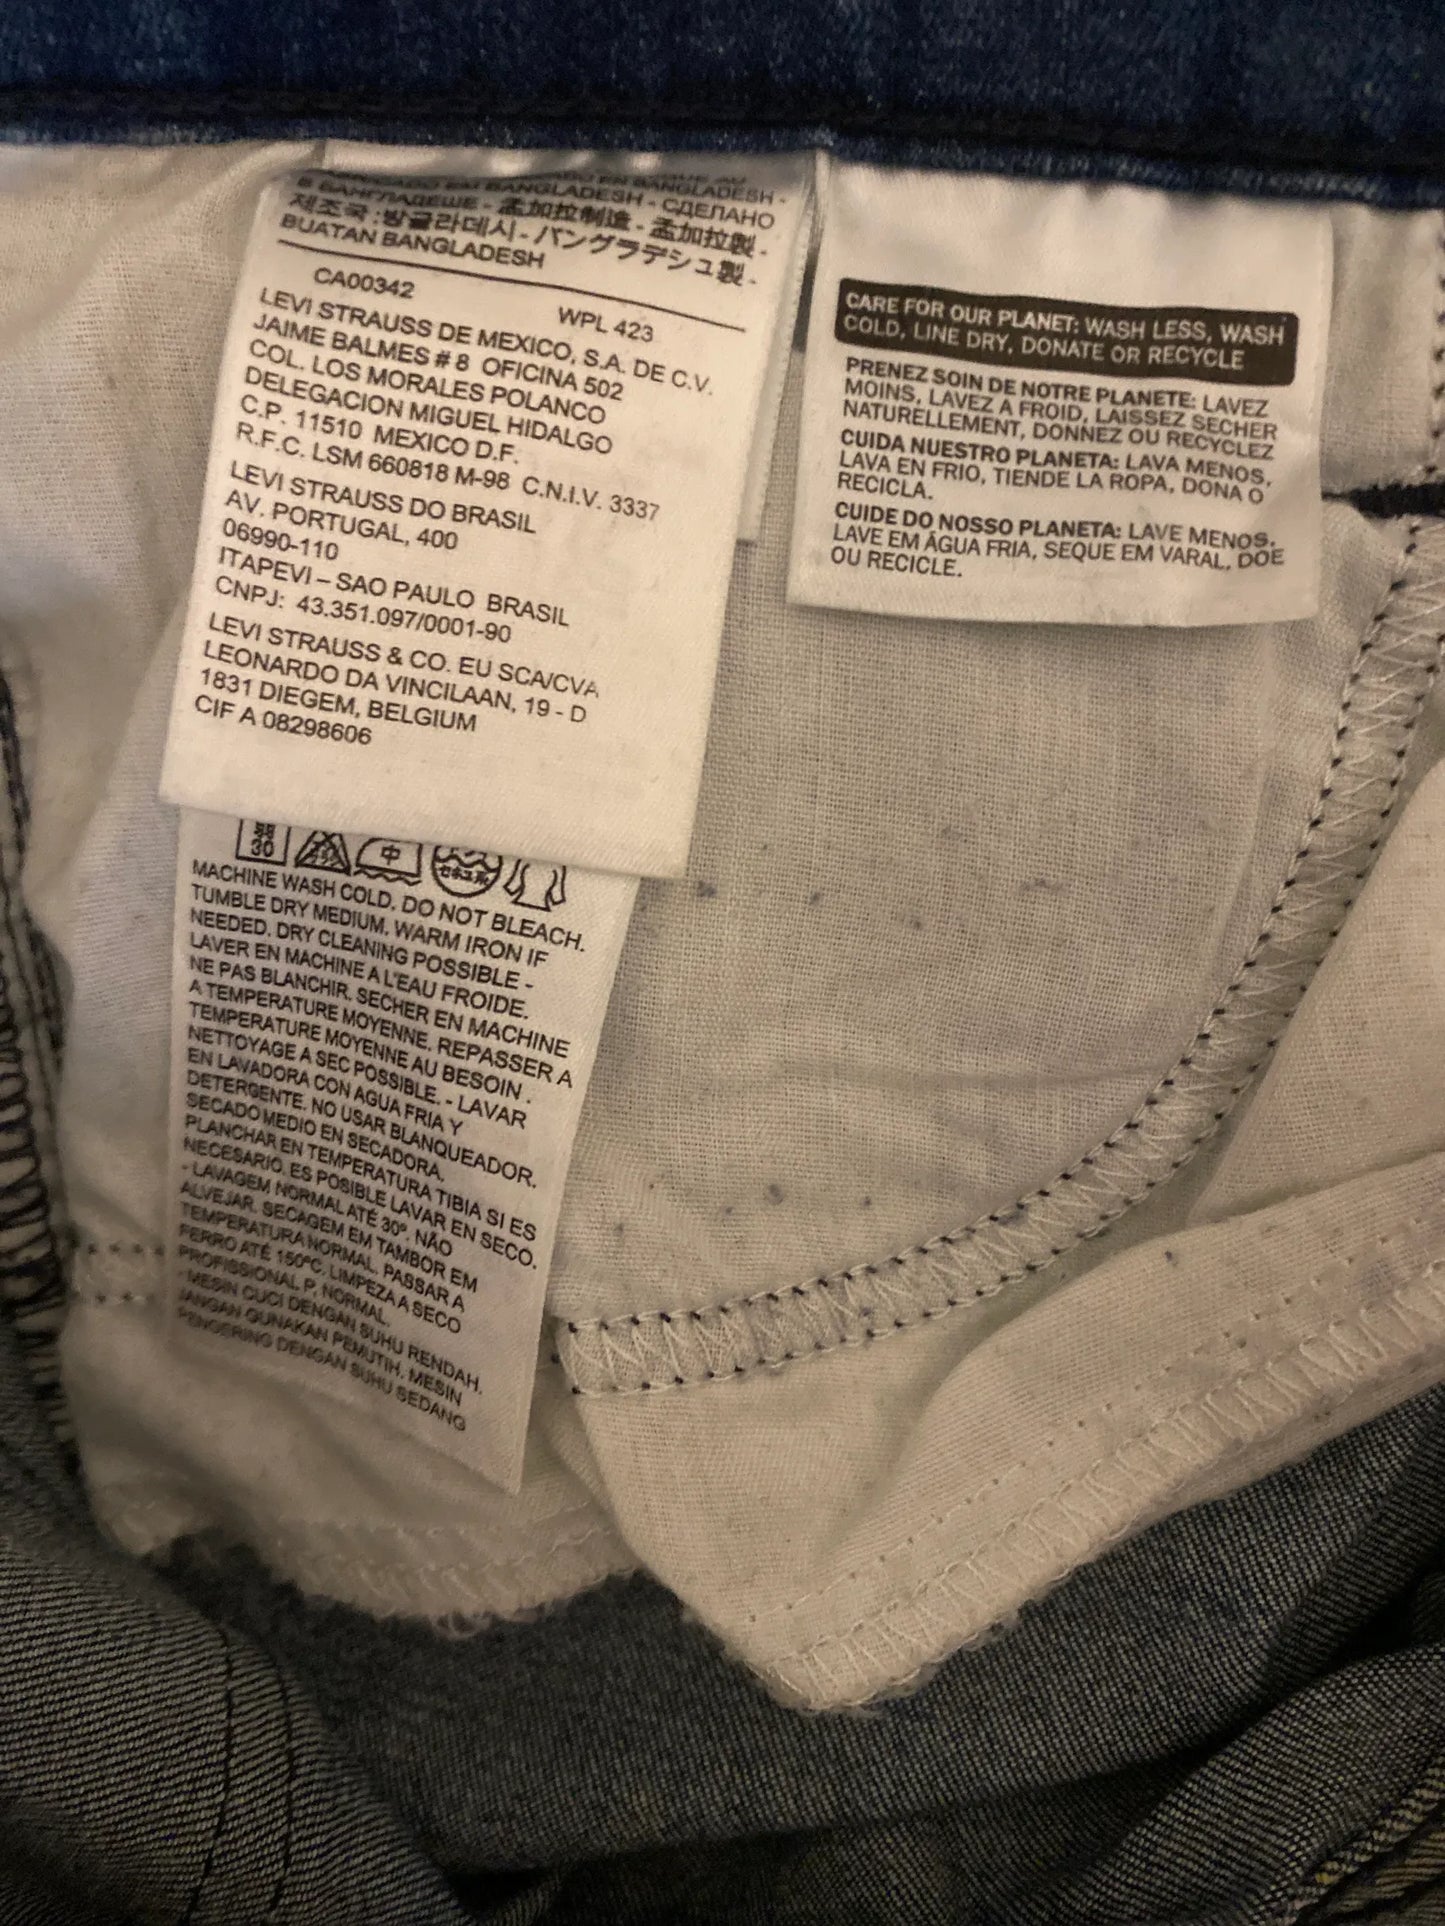 BANGLADESH -
BANGLADESH - СДЕЛАНО
В БАНГЛАДЕШЕ - 孟加拉制造 - 孟加拉製 -
제조국 :방글라데시 - バングラデシュ製 -
BUATAN BANGLADESH
CA00342
WPL 423
LEVI STRAUSS DE MEXICO, S.A. DE C.V.
JAIME BALMES # 8 OFICINA 502
COL. LOS MORALES POLANCO
DELEGACION MIGUEL HIDALGO
C.P. 11510 MEXICO D.F.
R.F.C. LSM 660818 M-98 C.N.I.V. 3337
LEVI STRAUSS DO BRASIL
AV. PORTUGAL, 400
06990-110
ITAPEVI – SAO PAULO BRASIL
CNPJ: 43.351.097/0001-90
LEVI STRAUSS & CO. EU SCA/CVA
LEONARDO DA VINCILAAN, 19 - D
1831 DIEGEM, BELGIUM
CIF A 08298606
30
中
MACHINE WASH COLD. DO NOT BLEACH.
TUMBLE DRY MEDIUM. WARM IRON IF
NEEDED. DRY CLEANING POSSIBLE -
LAVER EN MACHINE A L'EAU FROIDE.
NE PAS BLANCHIR. SECHER EN MACHINE
A TEMPERATURE MOYENNE. REPASSER A
TEMPERATURE MOYENNE AU BESOIN .
NETTOYAGE A SEC POSSIBLE. - LAVAR
EN LAVADORA CON AGUA FRIA Y
DETERGENTE. NO USAR BLANQUEADOR.
SECADO MEDIO EN SECADORA.
PLANCHAR EN TEMPERATURA TIBIA SI ES
NECESARIO. ES POSIBLE LAVAR EN SECO.
- LAVAGEM NORMAL ATÉ 30º. NÃO
ALVEJAR. SECAGEM EM TAMBOR EM
TEMPERATURA NORMAL. PASSAR A
FERRO ATÉ 150ºC. LIMPEZA A SECO
PROFISSIONAL P, NORMAL.
- MESIN CUCI DENGAN SUHU RENDAH.
JANGAN GUNAKAN PEMUTIH. MESIN
PENGERING DENGAN SUHU SEDANG
CARE FOR OUR PLANET: WASH LESS, WASH
COLD, LINE DRY, DONATE OR RECYCLE
PRENEZ SOIN DE NOTRE PLANETE: LAVEZ
MOINS, LAVEZ A FROID, LAISSEZ SECHER
NATURELLEMENT, DONNEZ OU RECYCLEZ
CUIDA NUESTRO PLANETA: LAVA MENOS,
LAVA EN FRIO, TIENDE LA ROPA, DONA O
RECICLA.
CUIDE DO NOSSO PLANETA: LAVE MENOS,
LAVE EM ÁGUA FRIA, SEQUE EM VARAL, DOE
OU RECICLE.